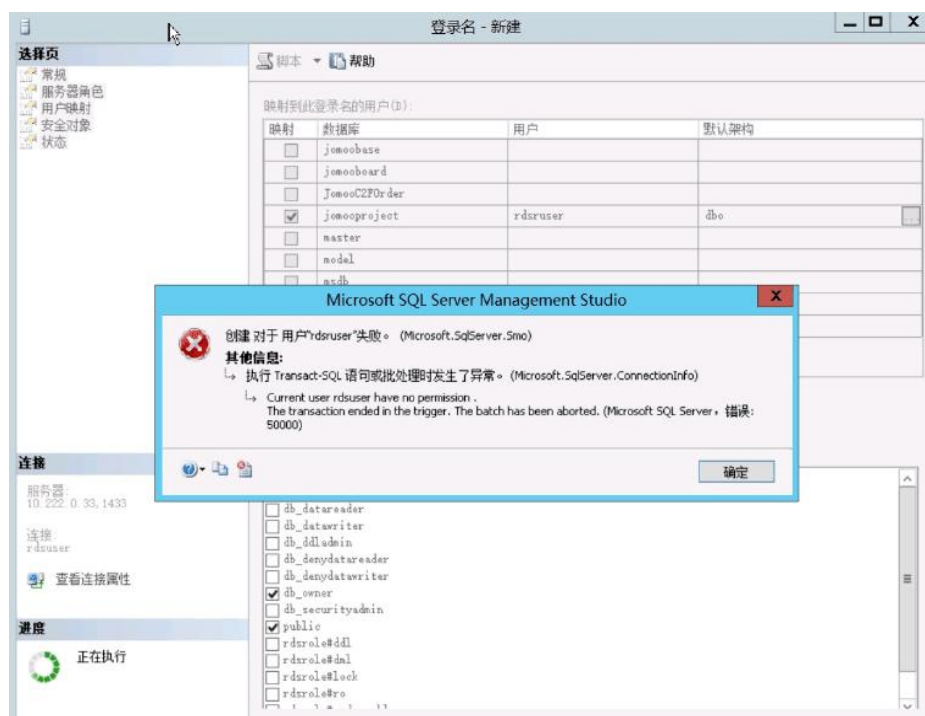 登录名 - 新建
选择页
常规
服务器角色
用户映射
安全对象
状态
脚本
帮助
映射到此登录名的用户(D):
映射 数据库 用户 默认架构
jomoobase
jomooboard
JomooC2FOrder
jomooproject rdsruser dbo ...
master
model
msdb
Microsoft SQL Server Management Studio
创建 对于 用户"rdsruser"失败。 (Microsoft.SqlServer.Smo)
其他信息:
执行 Transact-SQL 语句或批处理时发生了异常。 (Microsoft.SqlServer.ConnectionInfo)
Current user rdsuser have no permission .
The transaction ended in the trigger. The batch has been aborted. (Microsoft SQL Server，错误:
50000)
确定
连接
服务器:
10.222.0.33,1433
连接:
rdsuser
查看连接属性
进度
正在执行
db_datareader
db_datawriter
db_ddladmin
db_denydatareader
db_denydatawriter
db_owner
db_securityadmin
public
rdsrole#ddl
rdsrole#dml
rdsrole#lock
rdsrole#ro